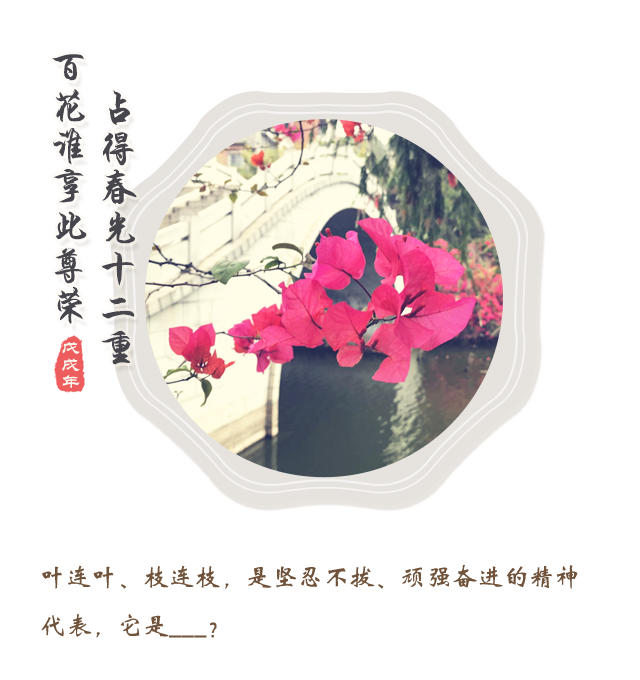 占得春光十二重
百花谁享此尊荣
戊戌年
叶连叶、枝连枝，是坚忍不拔、顽强奋进的精神
代表，它是___？